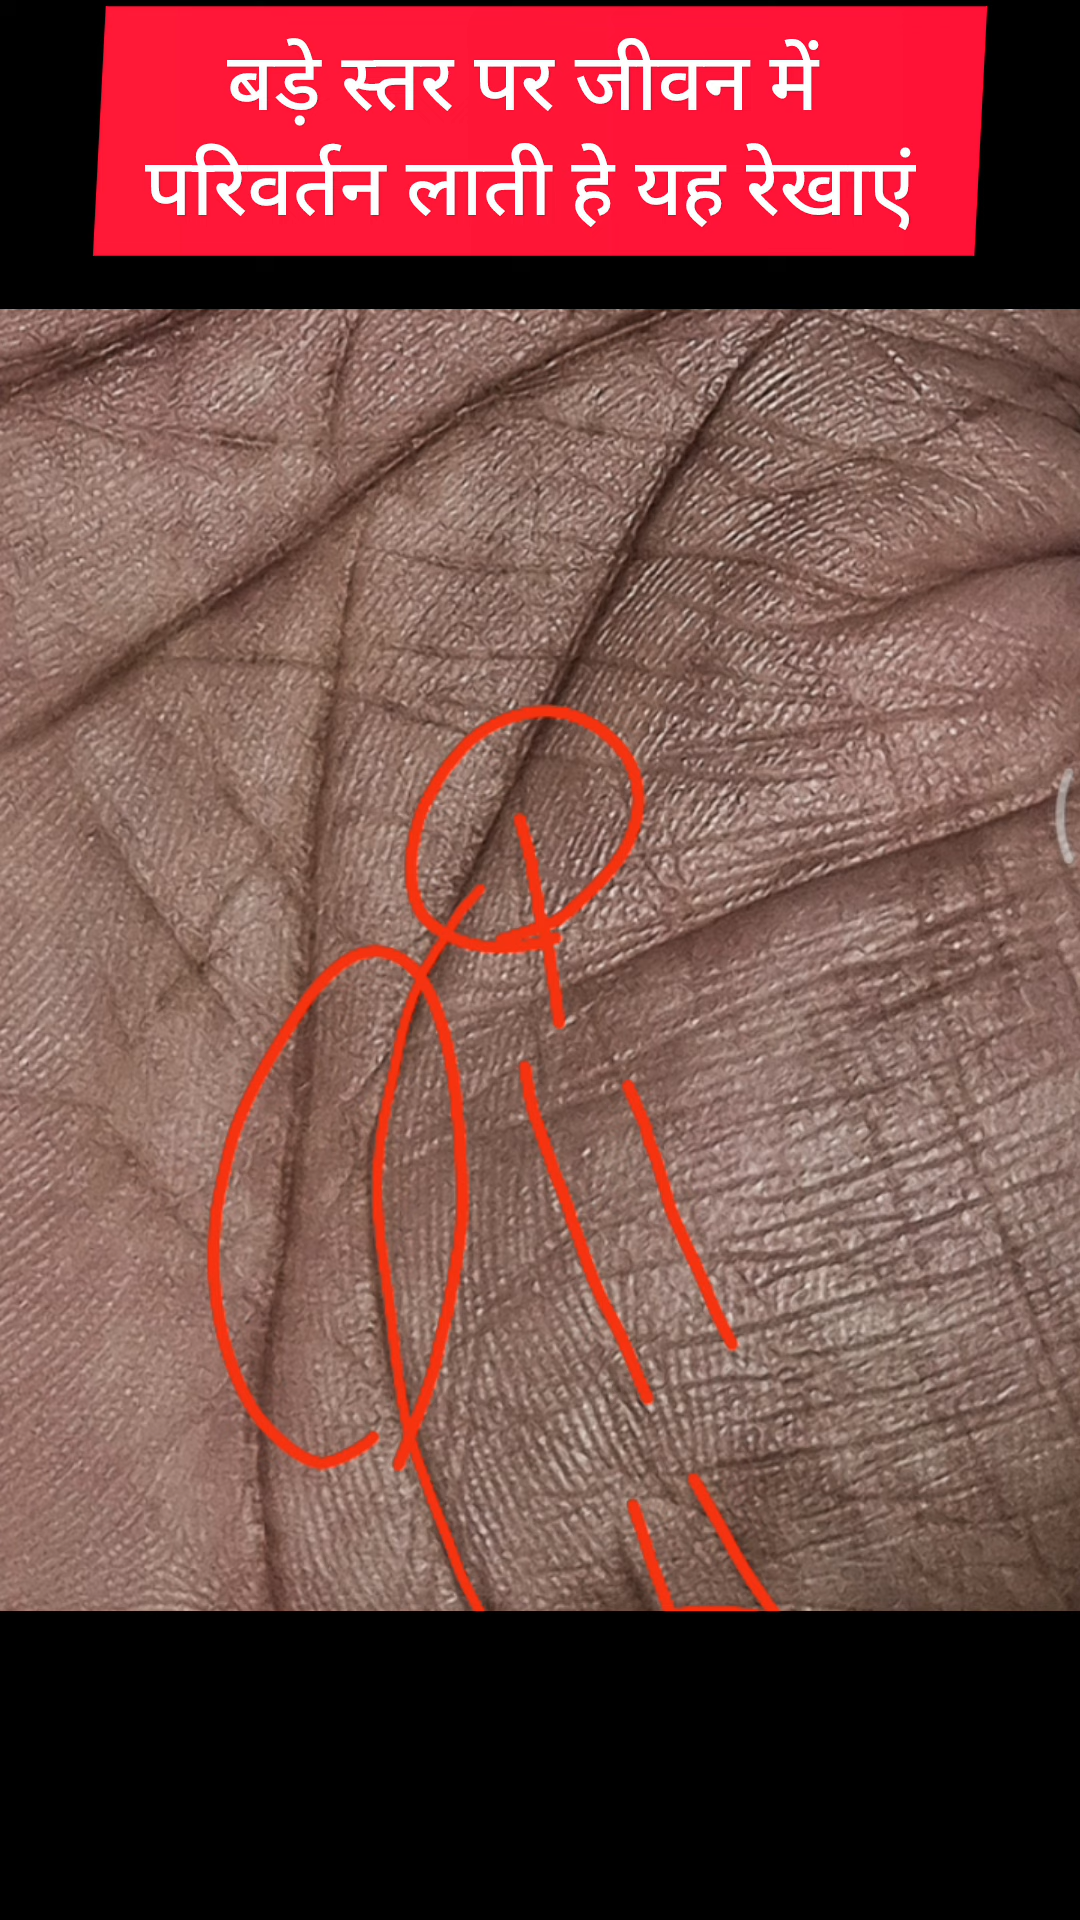 बड़े स्तर पर जीवन में
परिवर्तन लाती हे यह रेखाएं